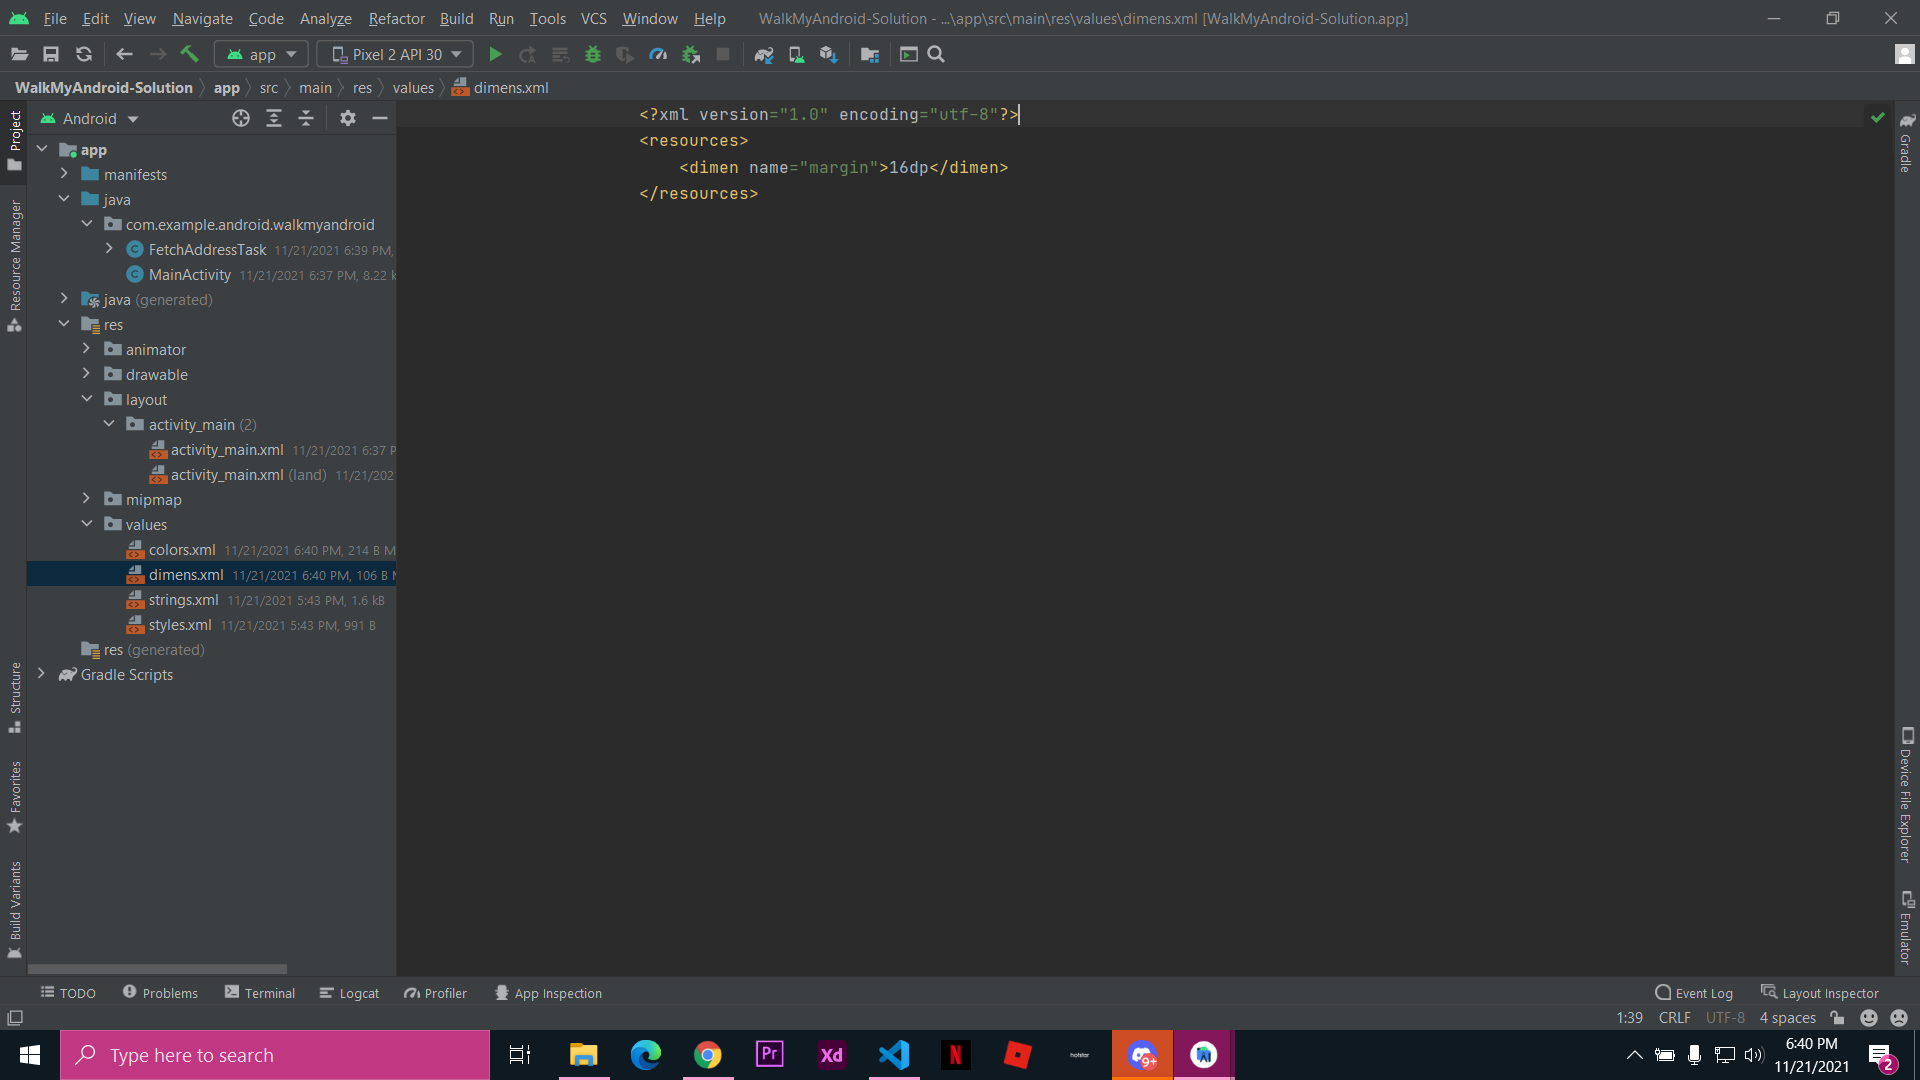 File Edit View Navigate Code Analyze Refactor Build Run Tools VCS Window Help WalkMyAndroid-Solution - ...\app\src\main\res\values\dimens.xml [WalkMyAndroid-Solution.app]
app Pixel 2 API 30
WalkMyAndroid-Solution app src main res values dimens.xml
Android
app
manifests
java
com.example.android.walkmyandroid
FetchAddressTask 11/21/2021 6:39 PM,
MainActivity 11/21/2021 6:37 PM, 8.22 k
java (generated)
res
animator
drawable
layout
activity_main (2)
activity_main.xml 11/21/2021 6:37 P
activity_main.xml (land) 11/21/202
mipmap
values
colors.xml 11/21/2021 6:40 PM, 214 B M
dimens.xml 11/21/2021 6:40 PM, 106 B M
strings.xml 11/21/2021 5:43 PM, 1.6 kB
styles.xml 11/21/2021 5:43 PM, 991 B
res (generated)
Gradle Scripts
<?xml version="1.0" encoding="utf-8"?>
<resources>
<dimen name="margin">16dp</dimen>
</resources>
Project
Resource Manager
Structure
Favorites
Build Variants
Gradle
Device File Explorer
Emulator
TODO Problems Terminal Logcat Profiler App Inspection Event Log Layout Inspector
1:39 CRLF UTF-8 4 spaces
Type here to search
Pr
Xd
N
hotstar
9+
6:40 PM
11/21/2021
2